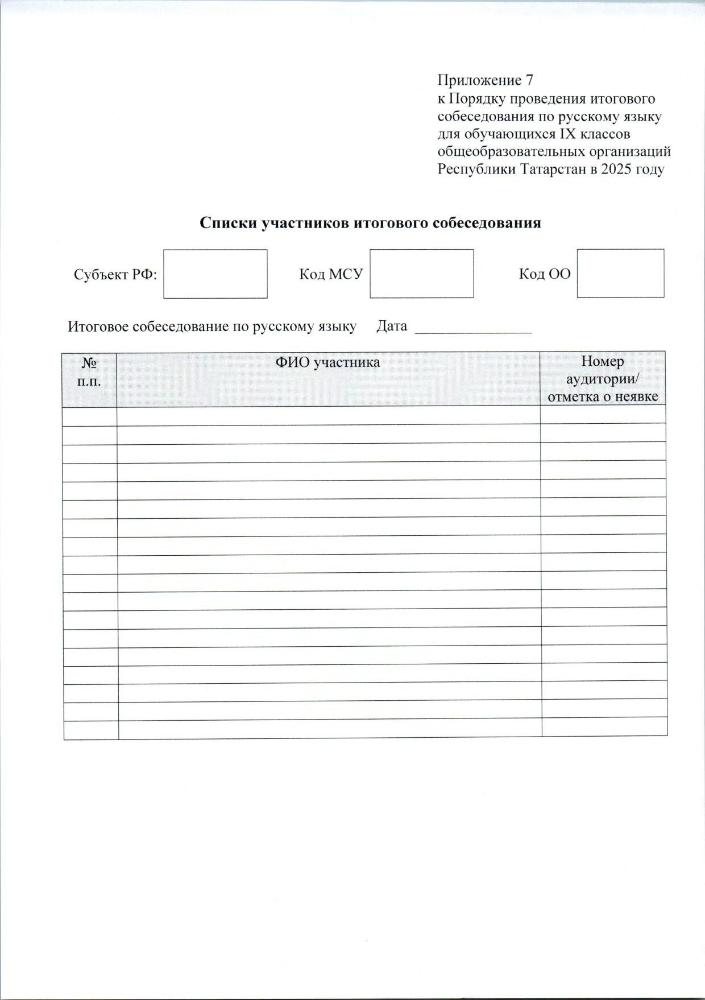 Приложение 7
к Порядку проведения итогового
собеседования по русскому языку
для обучающихся IX классов
общеобразовательных организаций
Республики Татарстан в 2025 году
Списки участников итогового собеседования
Субъект РФ: Код МСУ Код ОО
Итоговое собеседование по русскому языку Дата _______________
№
п.п.
ФИО участника
Номер
аудитории/
отметка о неявке